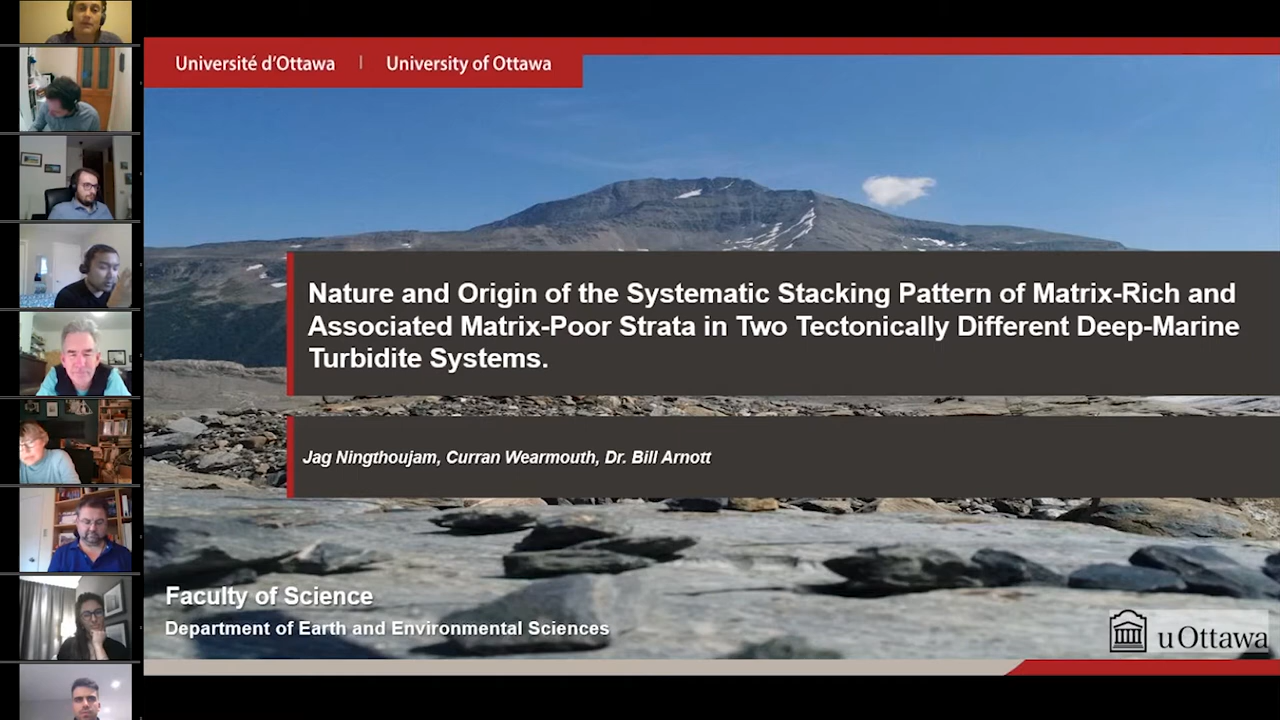 Université d'Ottawa | University of Ottawa
Nature and Origin of the Systematic Stacking Pattern of Matrix-Rich and
Associated Matrix-Poor Strata in Two Tectonically Different Deep-Marine
Turbidite Systems.
Jag Ningthoujam, Curran Wearmouth, Dr. Bill Arnott
Faculty of Science
Department of Earth and Environmental Sciences
uOttawa